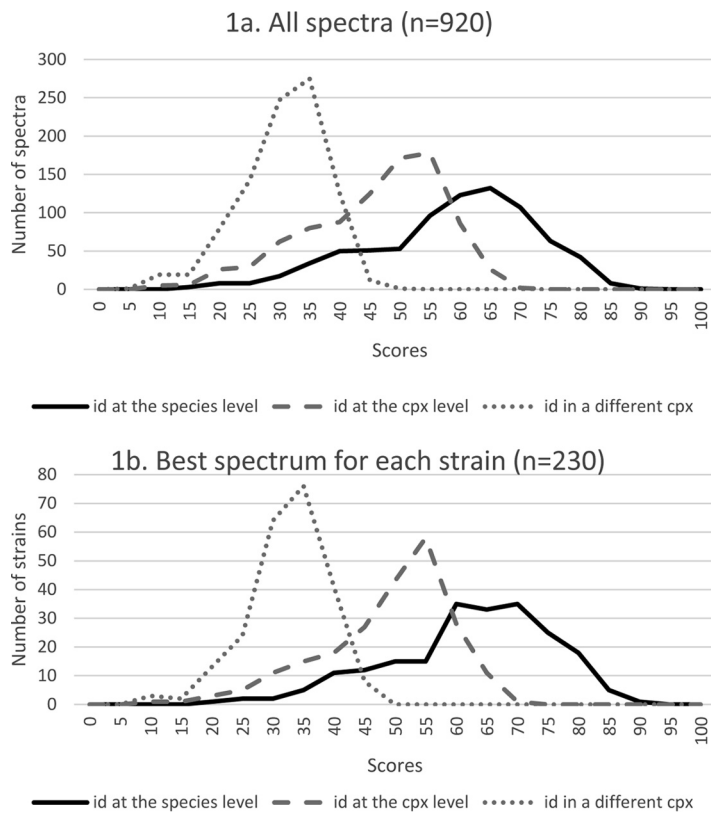 1a. All spectra (n=920)
Number of spectra
300
250
200
150
100
50
0
0 5 10 15 20 25 30 35 40 45 50 55 60 65 70 75 80 85 90 95 100
Scores
id at the species level id at the cpx level id in a different cpx
1b. Best spectrum for each strain (n=230)
Number of strains
80
70
60
50
40
30
20
10
0
0 5 10 15 20 25 30 35 40 45 50 55 60 65 70 75 80 85 90 95 100
Scores
id at the species level id at the cpx level id in a different cpx